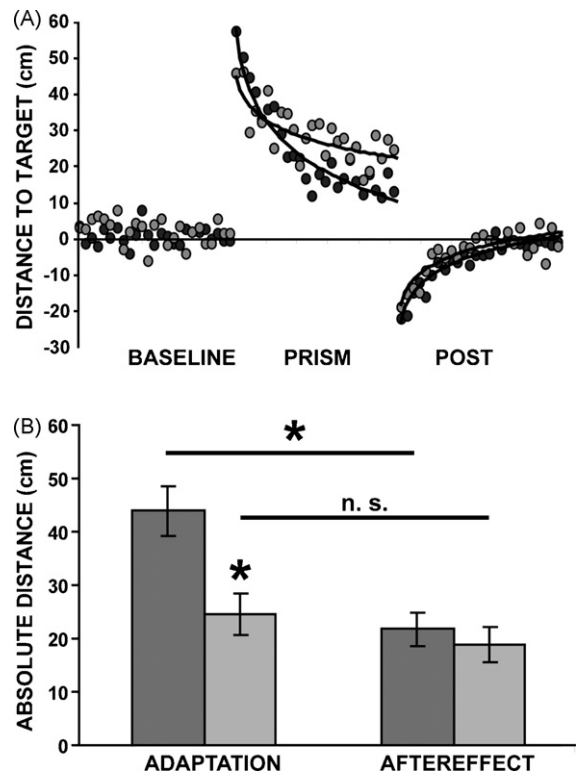 (A)
DISTANCE TO TARGET (cm)
60
50
40
30
20
10
0
-10
-20
-30
BASELINE PRISM POST
(B)
ABSOLUTE DISTANCE (cm)
60
50
40
30
20
10
0
*
n. s.
*
ADAPTATION AFTEREFFECT